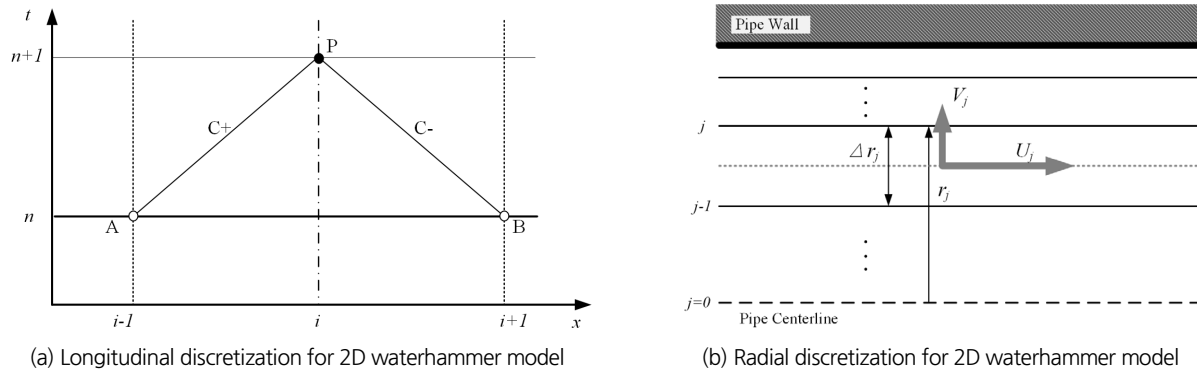 t
n+1
P
C+
C-
n
A
B
i-1
i
i+1
x
(a) Longitudinal discretization for 2D waterhammer model
Pipe Wall
V_j
j
Δr_j
U_j
r_j
j-1
j=0
Pipe Centerline
(b) Radial discretization for 2D waterhammer model